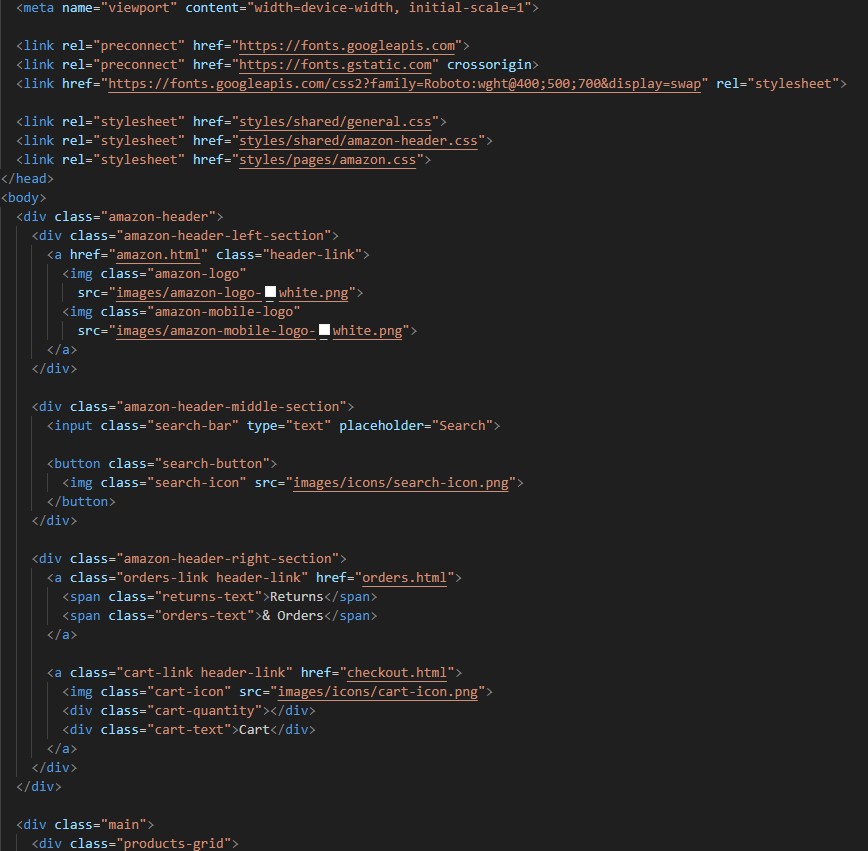 <meta name="viewport" content="width=device-width, initial-scale=1">
<link rel="preconnect" href="https://fonts.googleapis.com">
<link rel="preconnect" href="https://fonts.gstatic.com" crossorigin>
<link href="https://fonts.googleapis.com/css2?family=Roboto:wght@400;500;700&display=swap" rel="stylesheet">
<link rel="stylesheet" href="styles/shared/general.css">
<link rel="stylesheet" href="styles/shared/amazon-header.css">
<link rel="stylesheet" href="styles/pages/amazon.css">
</head>
<body>
<div class="amazon-header">
<div class="amazon-header-left-section">
<a href="amazon.html" class="header-link">
<img class="amazon-logo"
src="images/amazon-logo-white.png">
<img class="amazon-mobile-logo"
src="images/amazon-mobile-logo-white.png">
</a>
</div>
<div class="amazon-header-middle-section">
<input class="search-bar" type="text" placeholder="Search">
<button class="search-button">
<img class="search-icon" src="images/icons/search-icon.png">
</button>
</div>
<div class="amazon-header-right-section">
<a class="orders-link header-link" href="orders.html">
<span class="returns-text">Returns</span>
<span class="orders-text">& Orders</span>
</a>
<a class="cart-link header-link" href="checkout.html">
<img class="cart-icon" src="images/icons/cart-icon.png">
<div class="cart-quantity"></div>
<div class="cart-text">Cart</div>
</a>
</div>
</div>
<div class="main">
<div class="products-grid">